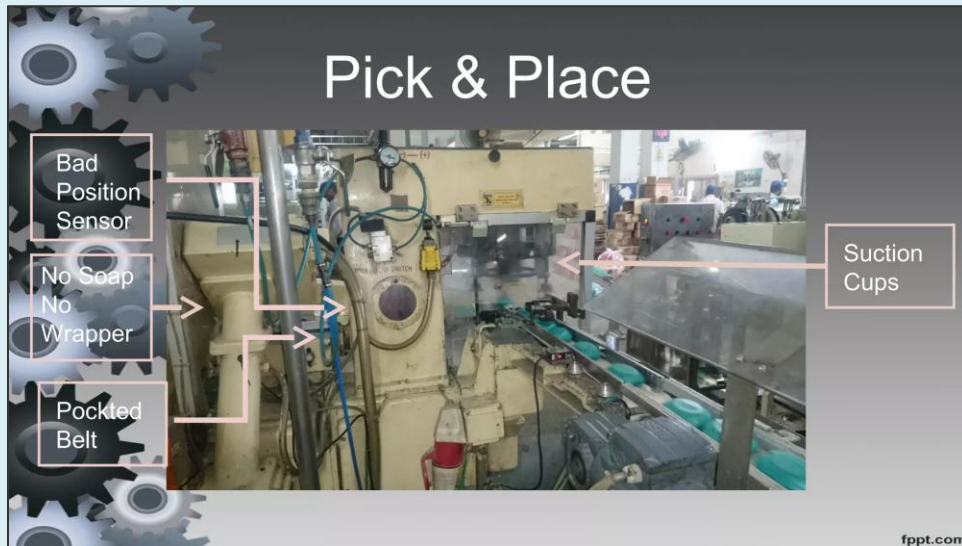 Pick & Place
Bad
Position
Sensor
No Soap
No
Wrapper
Pockted
Belt
Suction
Cups
fppt.com